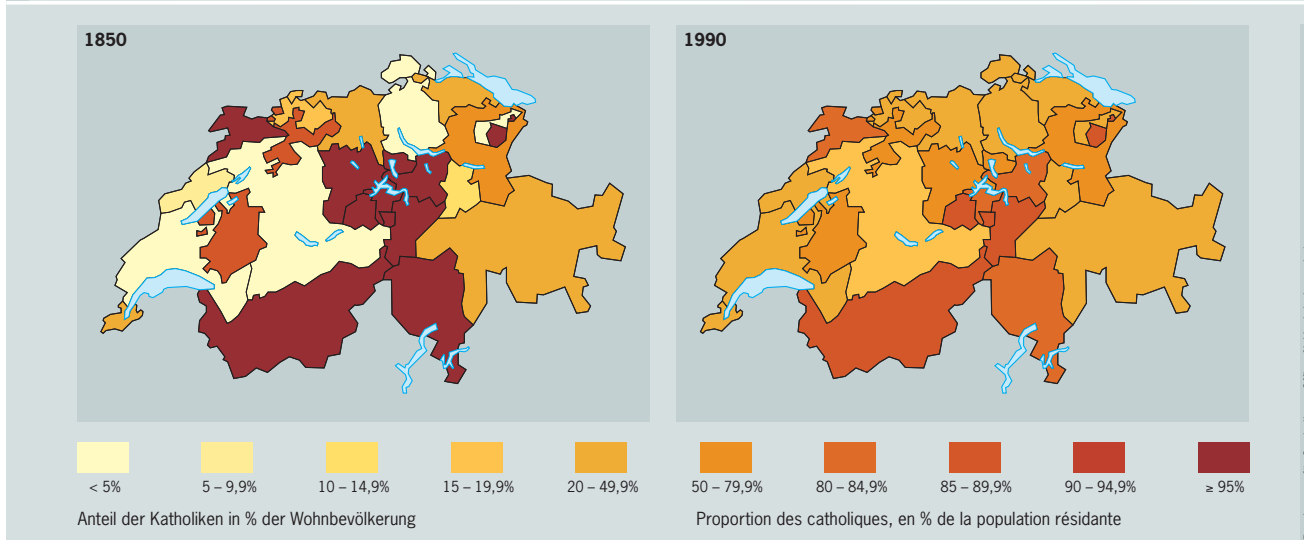 1850
1990
< 5%
5 – 9,9%
10 – 14,9%
15 – 19,9%
20 – 49,9%
50 – 79,9%
80 – 84,9%
85 – 89,9%
90 – 94,9%
≥ 95%
Anteil der Katholiken in % der Wohnbevölkerung
Proportion des catholiques, en % de la population résidante